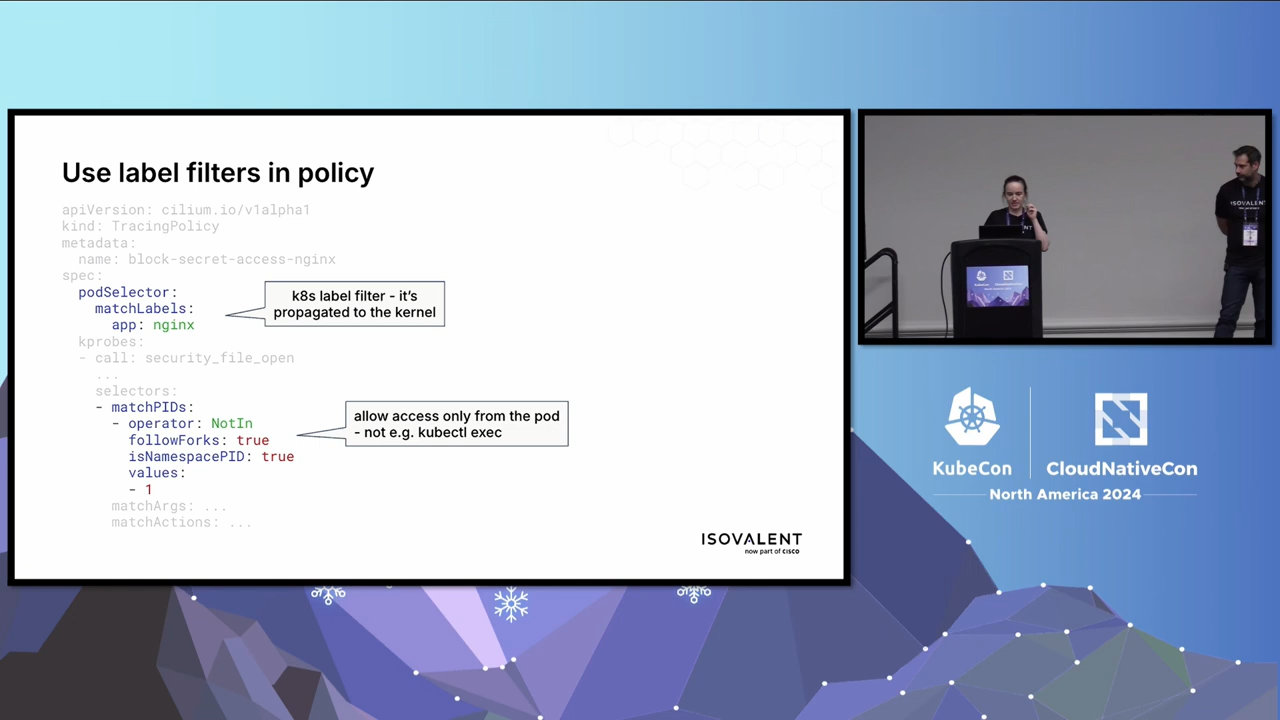 Use label filters in policy
apiVersion: cilium.io/v1alpha1
kind: TracingPolicy
metadata:
  name: block-secret-access-nginx
spec:
  podSelector:
    matchLabels:
      app: nginx
  kprobes:
  - call: security_file_open
    ...
    selectors:
    - matchPIDs:
      - operator: NotIn
        followForks: true
        isNamespacePID: true
        values:
        - 1
      matchArgs: ...
      matchActions: ...
k8s label filter - it's
propagated to the kernel
allow access only from the pod
- not e.g. kubectl exec
ISOVALENT
now part of CISCO
ISOVALENT
KubeCon
CloudNativeCon
KubeCon
CloudNativeCon
North America 2024